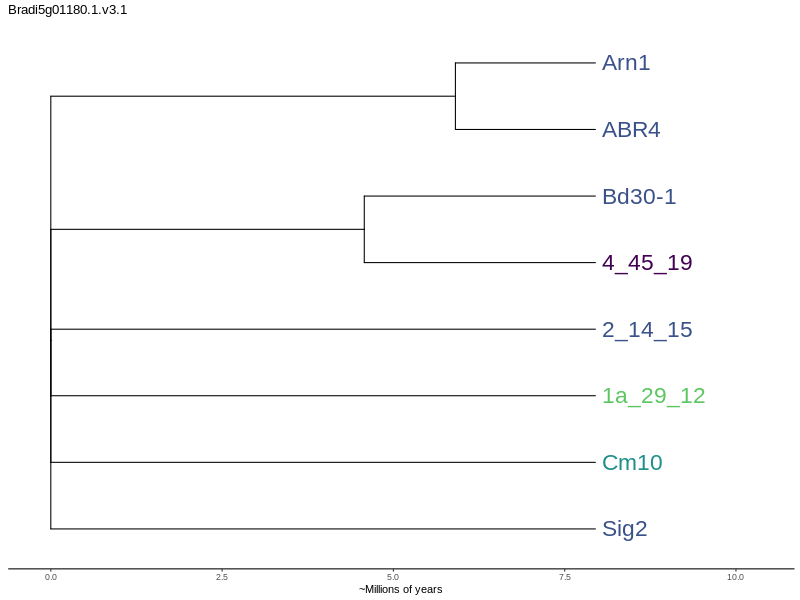 Bradi5g01180.1.v3.1
Arn1
ABR4
Bd30-1
4_45_19
2_14_15
1a_29_12
Cm10
Sig2
0.0 2.5 5.0 7.5 10.0
~Millions of years